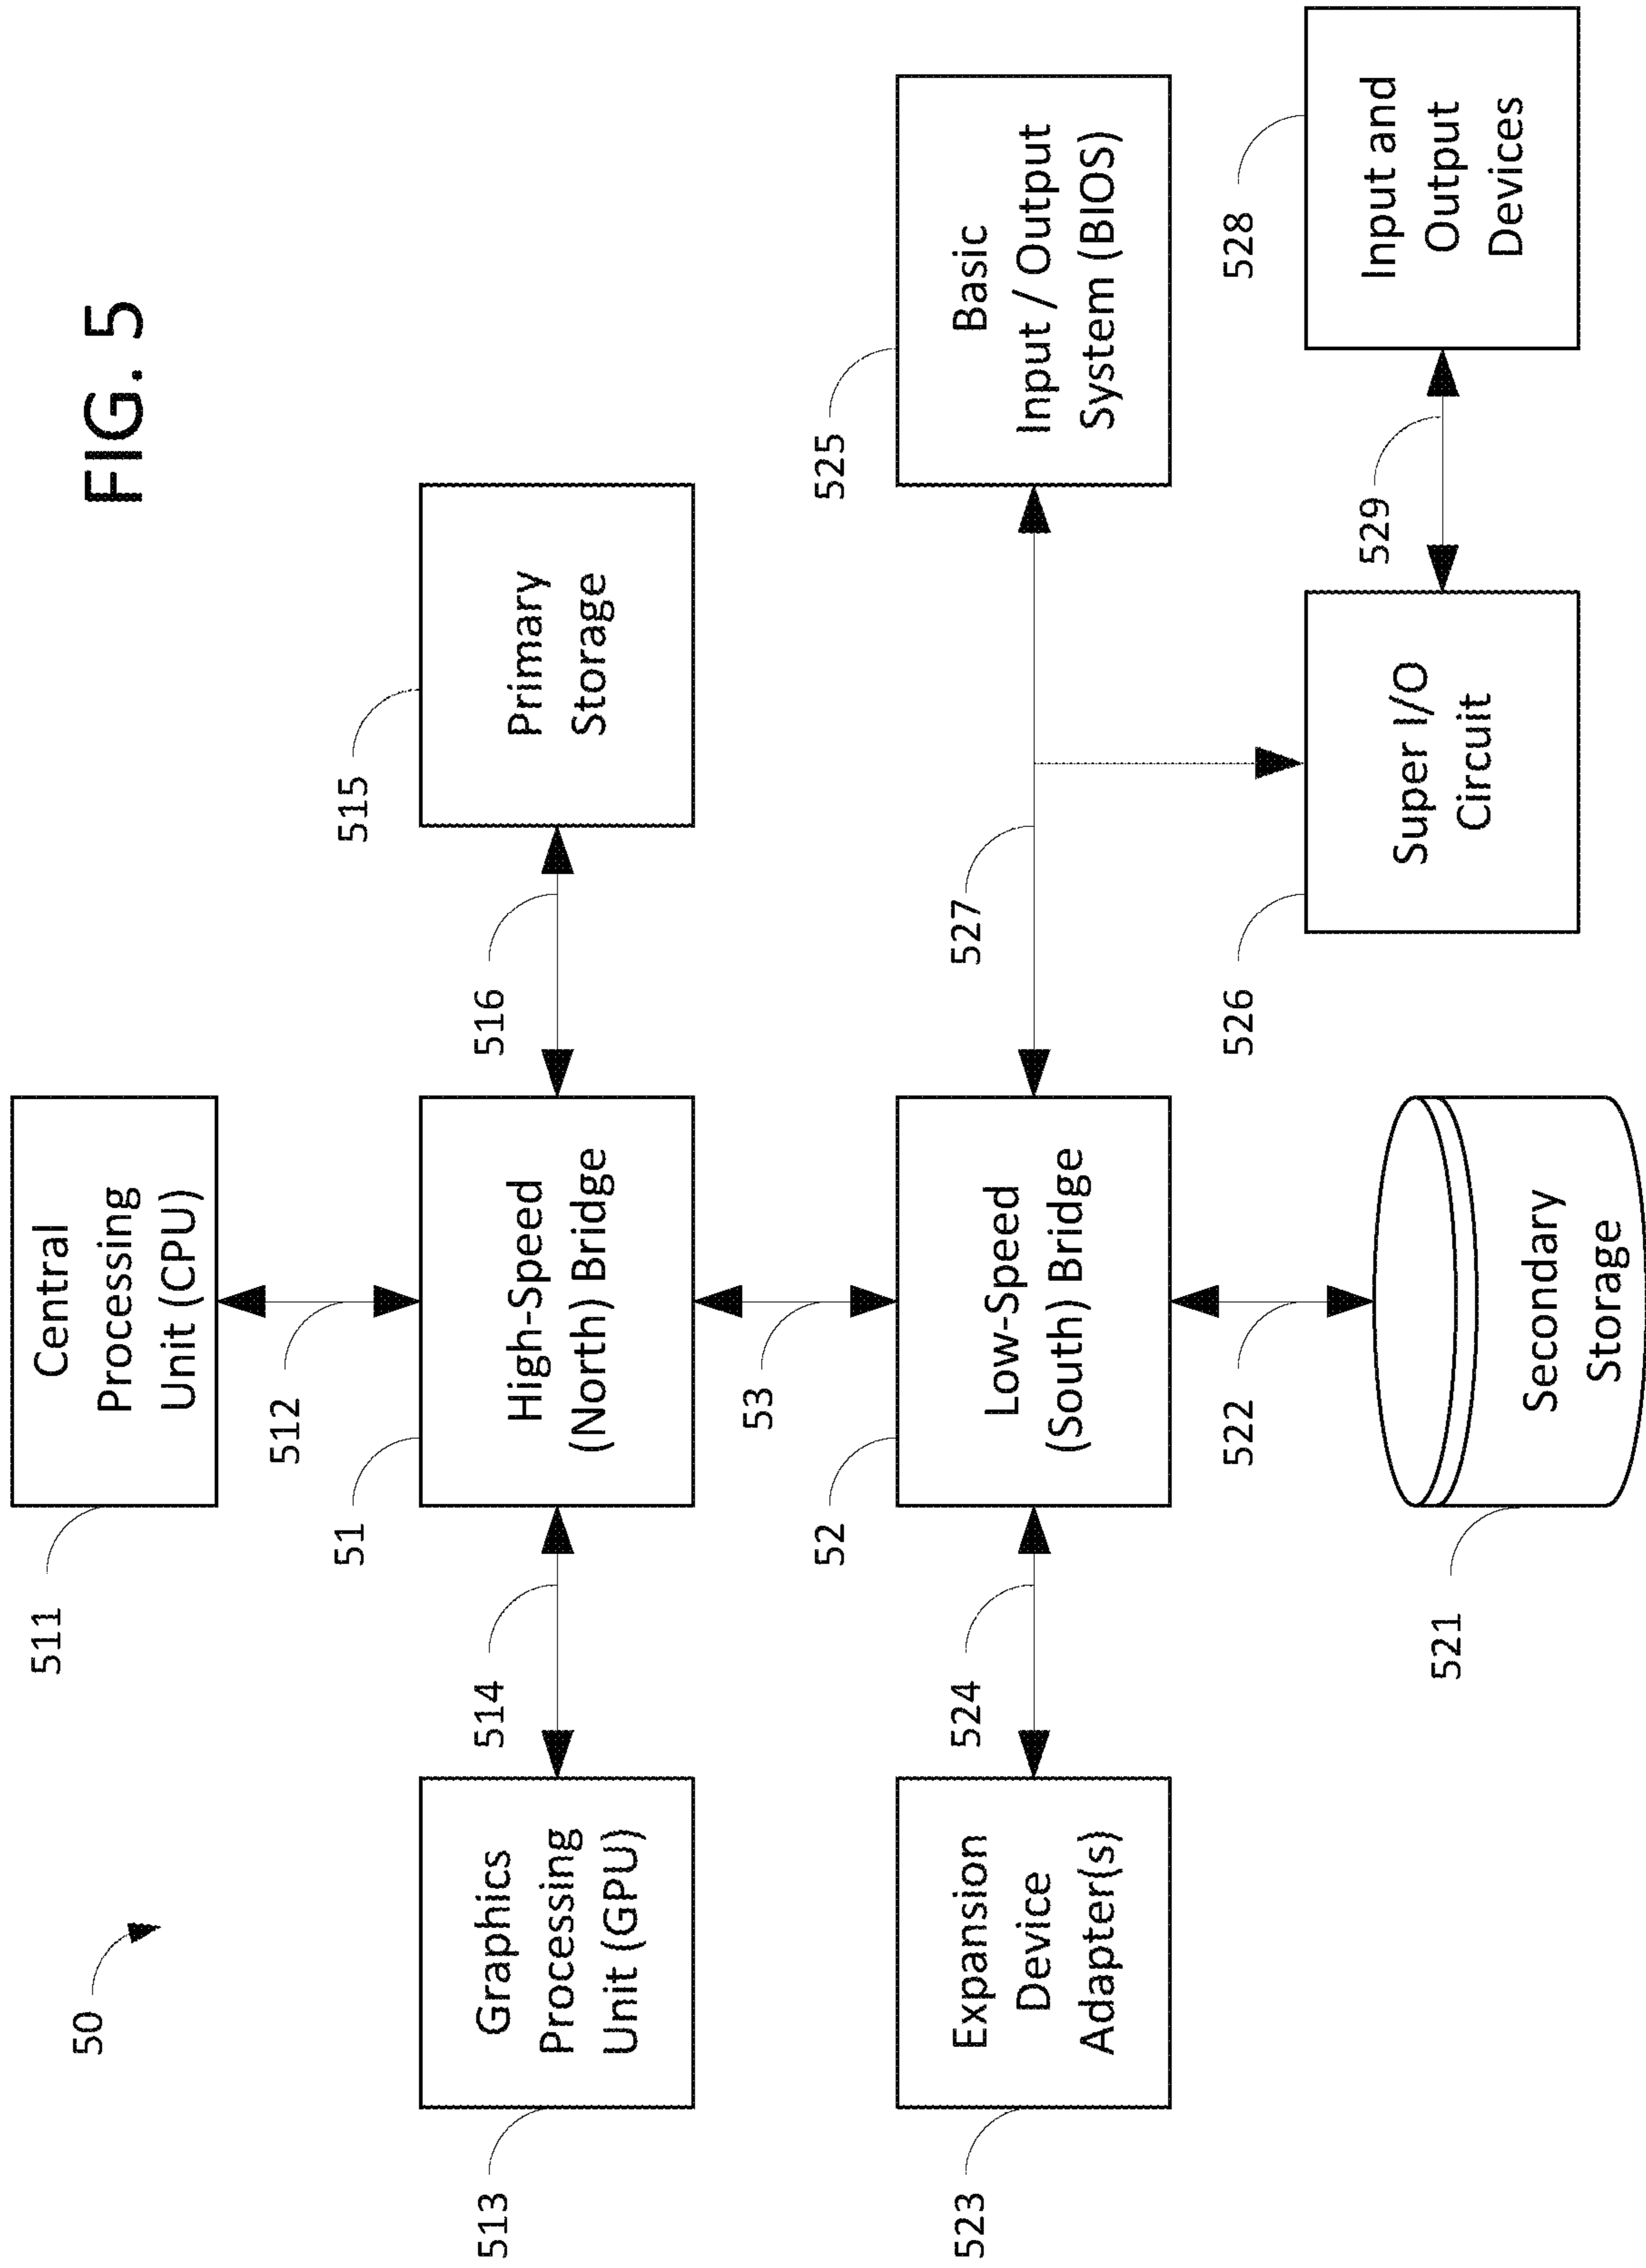 FIG. 5
50
511
Central
Processing
Unit (CPU)
512
51
High-Speed
(North) Bridge
513
Graphics
Processing
Unit (GPU)
514
515
Primary
Storage
516
53
52
Low-Speed
(South) Bridge
523
Expansion
Device
Adapter(s)
524
525
Basic
Input / Output
System (BIOS)
527
522
521
Secondary
Storage
526
Super I/O
Circuit
529
528
Input and
Output
Devices